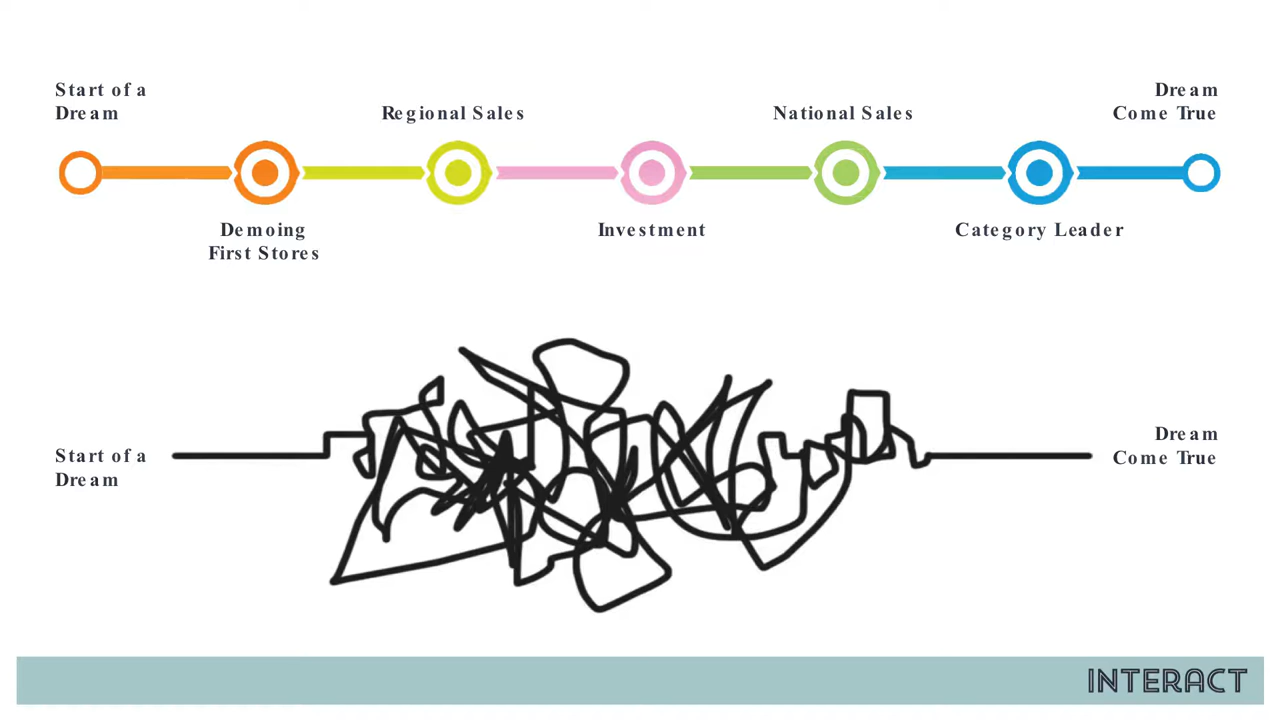 Start of a
Dream
Regional Sales
National Sales
Dream
Come True
Demoing
First Stores
Investment
Category Leader
Start of a
Dream
Dream
Come True
INTERACT